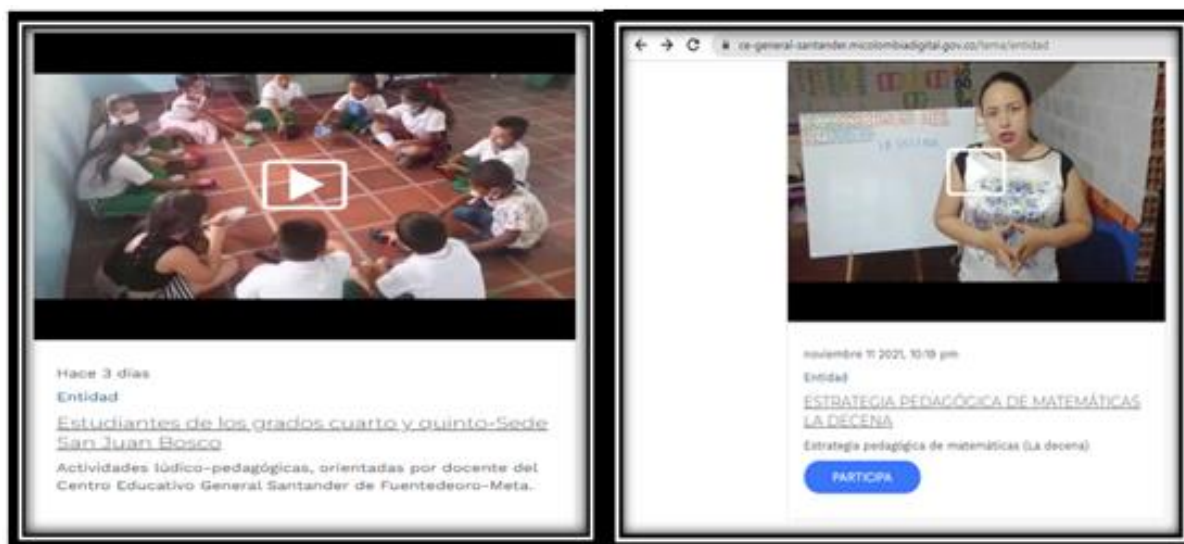 Hace 3 días
Entidad
Estudiantes de los grados cuarto y quinto-Sede
San Juan Bosco
Actividades lúdico-pedagógicas, orientadas por docente del
Centro Educativo General Santander de Fuentedeoro-Meta.
ce-general-santander.micolombiadigital.gov.co/tema/entidad
LA DECENA
noviembre 11 2021, 10:18 pm
Entidad
ESTRATEGIA PEDAGÓGICA DE MATEMÁTICAS
LA DECENA
Estrategia pedagógica de matemáticas (La decena)
PARTICIPA